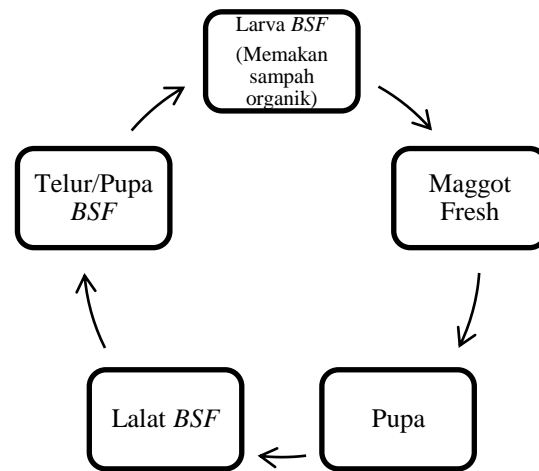 Larva BSF
(Memakan
sampah
organik)
Maggot
Fresh
Pupa
Lalat BSF
Telur/Pupa
BSF